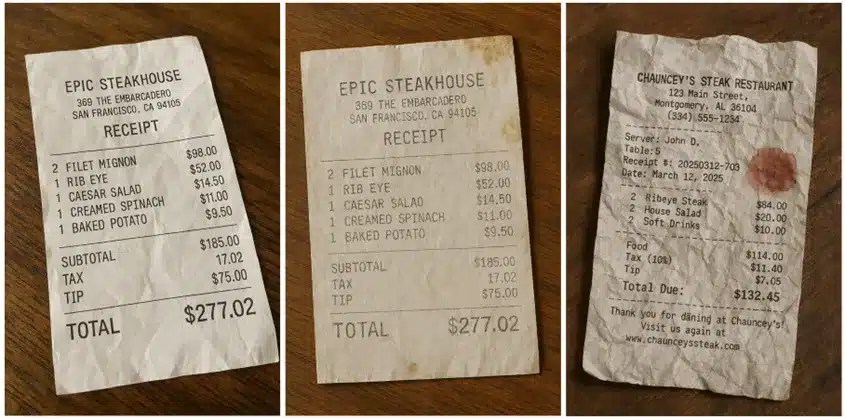 EPIC STEAKHOUSE
369 THE EMBARCADERO
SAN FRANCISCO, CA 94105
RECEIPT
2 FILET MIGNON $98.00
1 RIB EYE $52.00
1 CAESAR SALAD $14.50
1 CREAMED SPINACH $11.00
1 BAKED POTATO $9.50
SUBTOTAL $185.00
TAX 17.02
TIP $75.00
TOTAL $277.02
EPIC STEAKHOUSE
369 THE EMBARCADERO
SAN FRANCISCO, CA 94105
RECEIPT
2 FILET MIGNON $98.00
1 RIB EYE $52.00
1 CAESAR SALAD $14,50
1 CREAMED SPINACH $11.00
1 BAKED POTATO $9.50
SUBTOTAL $185.00
TAX 17.02
TIP $75.00
TOTAL $277.02
CHAUNCEY'S STEAK RESTAURANT
123 Main Street,
Montgomery, AL 36104
(334) 555-1234
Server: John D.
Table:5
Receipt #: 20250312-703
Date: March 12, 2025
2 Ribeye Steak $84.00
2 House Salad $20.00
2 Soft Drinks $10.00
Food $114.00
Tax (10%) $11.40
Tip $7.05
Total Due: $132.45
Thank you for däning at Chauncey's!
Visit us again at
www.chaunceyssteak.com